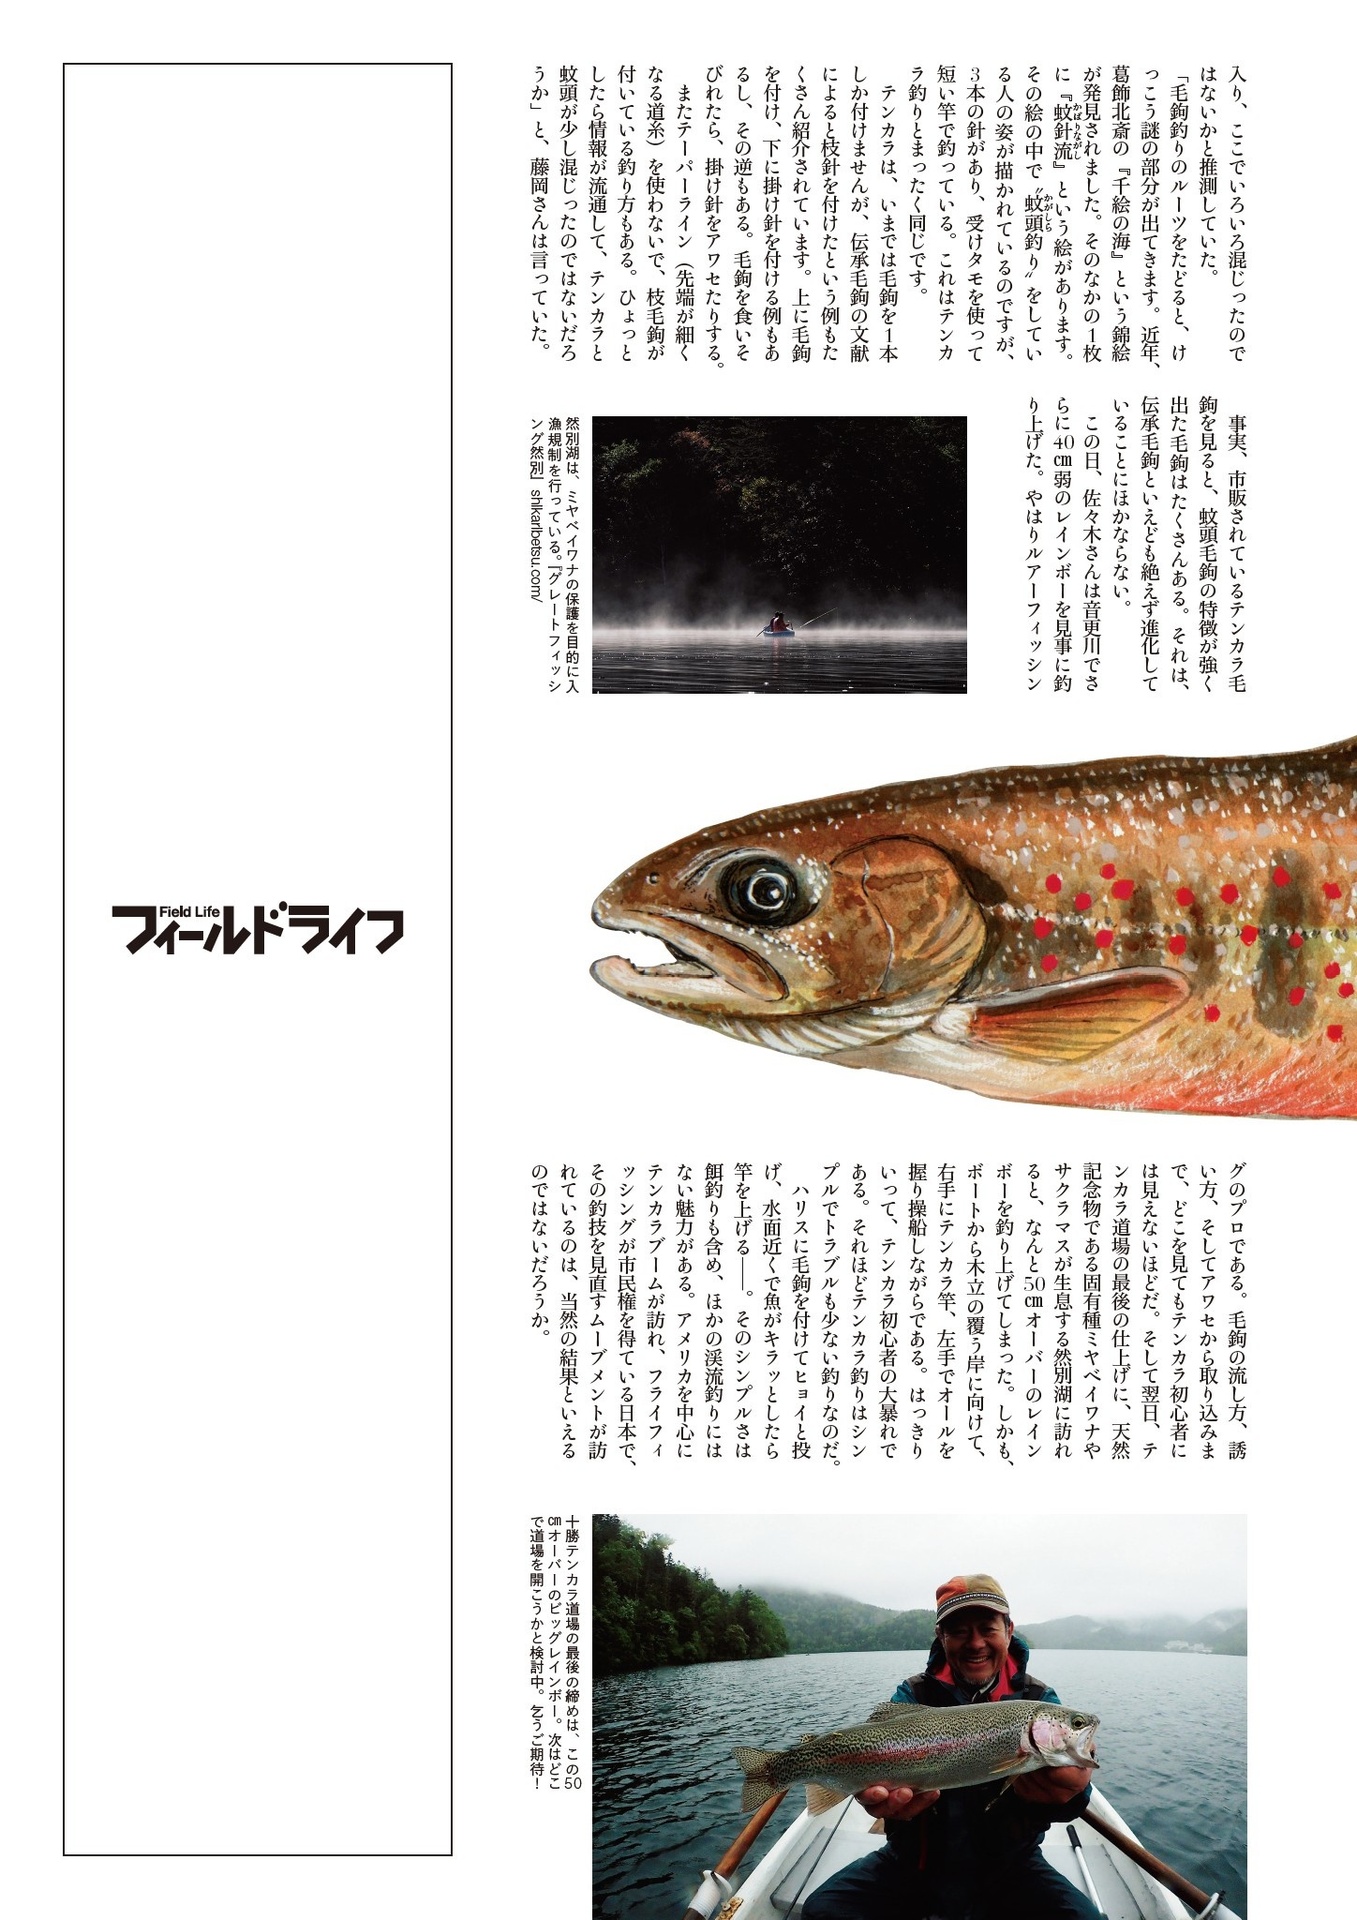 入り、ここでいろいろ混じったので
はないかと推測していた。
「毛鉤釣りのルーツをたどると、け
っこう謎の部分が出てきます。近年、
葛飾北斎の『千絵の海』という錦絵
が発見されました。そのなかの1枚
に『蚊針流』という絵があります。
かばりながし
その絵の中で〝蚊頭釣り〟をしてい
かがしら
る人の姿が描かれているのですが、
3本の針があり、受けタモを使って
短い竿で釣っている。これはテンカ
ラ釣りとまったく同じです。
テンカラは、いまでは毛鉤を1本
しか付けませんが、伝承毛鉤の文献
によると枝針を付けたという例もた
くさん紹介されています。上に毛鉤
を付け、下に掛け針を付ける例もあ
るし、その逆もある。毛鉤を食いそ
びれたら、掛け針をアワセたりする。
またテーパーライン（先端が細く
なる道糸）を使わないで、枝毛鉤が
付いている釣り方もある。ひょっと
したら情報が流通して、テンカラと
蚊頭が少し混じったのではないだろ
うか」と、藤岡さんは言っていた。
事実、市販されているテンカラ毛
鉤を見ると、蚊頭毛鉤の特徴が強く
出た毛鉤はたくさんある。それは、
伝承毛鉤といえども絶えず進化して
いることにほかならない。
この日、佐々木さんは音更川でさ
らに40㎝弱のレインボーを見事に釣
り上げた。やはりルアーフィッシン
然別湖は、ミヤベイワナの保護を目的に入
漁規制を行っている。『グレートフィッシ
ング然別』shikaribetsu.com/
Field Life
フィールドライフ
グのプロである。毛鉤の流し方、誘
い方、そしてアワセから取り込みま
で、どこを見てもテンカラ初心者に
は見えないほどだ。そして翌日、テ
ンカラ道場の最後の仕上げに、天然
記念物である固有種ミヤベイワナや
サクラマスが生息する然別湖に訪れ
ると、なんと50㎝オーバーのレイン
ボーを釣り上げてしまった。しかも、
ボートから木立の覆う岸に向けて、
右手にテンカラ竿、左手でオールを
握り操船しながらである。はっきり
いって、テンカラ初心者の大暴れで
ある。それほどテンカラ釣りはシン
プルでトラブルも少ない釣りなのだ。
ハリスに毛鉤を付けてヒョイと投
げ、水面近くで魚がキラッとしたら
竿を上げる――。そのシンプルさは
餌釣りも含め、ほかの渓流釣りには
ない魅力がある。アメリカを中心に
テンカラブームが訪れ、フライフィ
ッシングが市民権を得ている日本で、
その釣技を見直すムーブメントが訪
れているのは、当然の結果といえる
のではないだろうか。
十勝テンカラ道場の最後の締めは、この50
㎝オーバーのビッグレインボー。次はどこ
で道場を開こうかと検討中。乞うご期待！